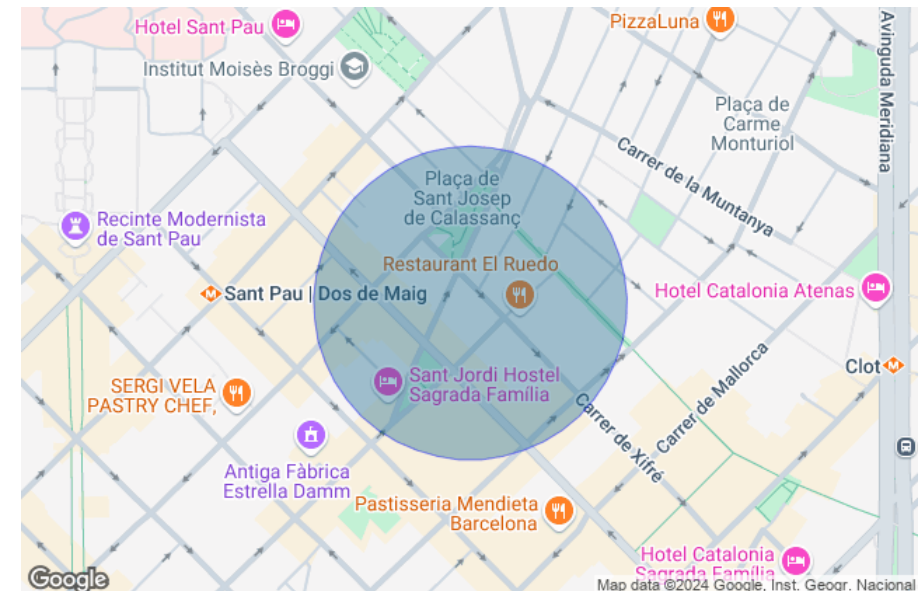 Hotel Sant Pau
PizzaLuna
Avinguda Meridiana
Institut Moisès Broggi
Plaça de
Carme
Monturiol
Carrer de la Muntanya
Plaça de
Sant Josep
de Calassanç
Recinte Modernista
de Sant Pau
Restaurant El Ruedo
Sant Pau | Dos de Maig
Hotel Catalonia Atenas
Clot
Carrer de Mallorca
SERGI VELA
PASTRY CHEF,
Sant Jordi Hostel
Sagrada Família
Carrer de Xifré
Antiga Fàbrica
Estrella Damm
Pastisseria Mendieta
Barcelona
Hotel Catalonia
Sagrada Família
Google
Map data ©2024 Google, Inst. Geogr. Nacional